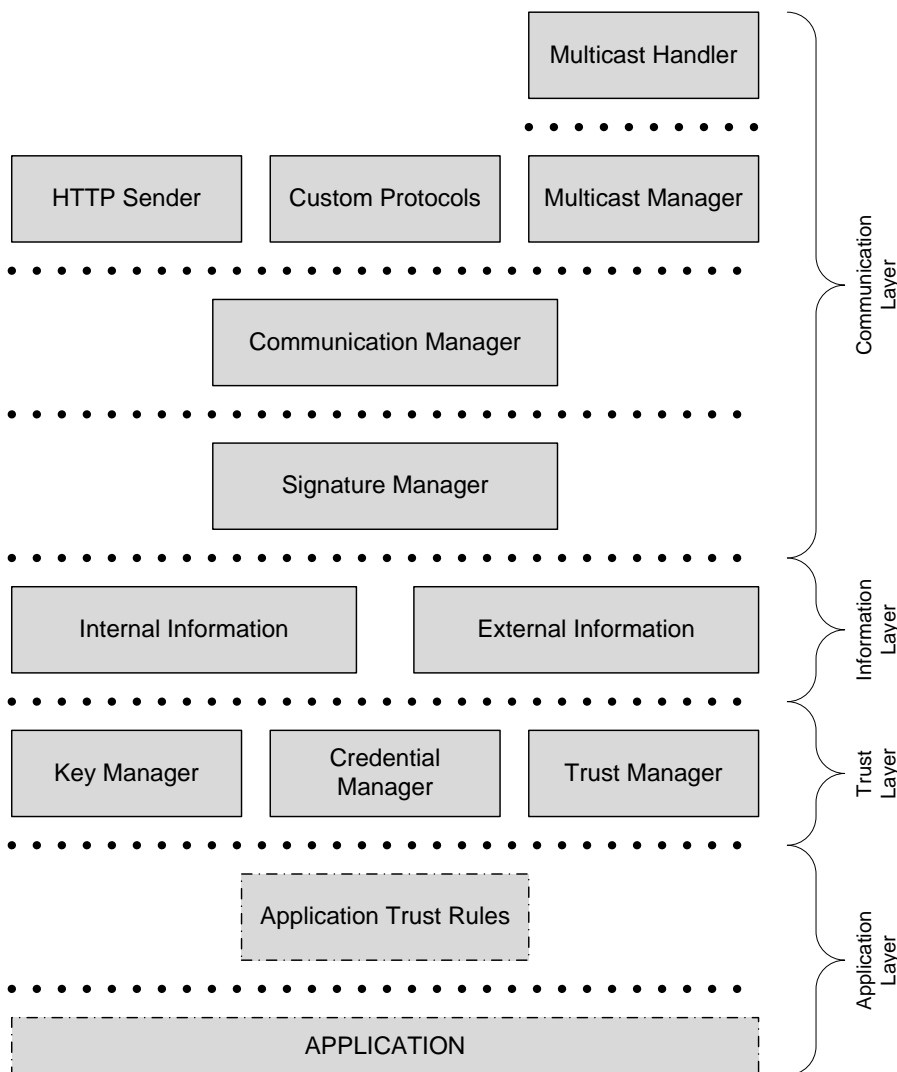 Multicast Handler
HTTP Sender
Custom Protocols
Multicast Manager
Communication
Layer
Communication Manager
Signature Manager
Internal Information
External Information
Information
Layer
Key Manager
Credential
Manager
Trust Manager
Trust
Layer
Application Trust Rules
Application
Layer
APPLICATION